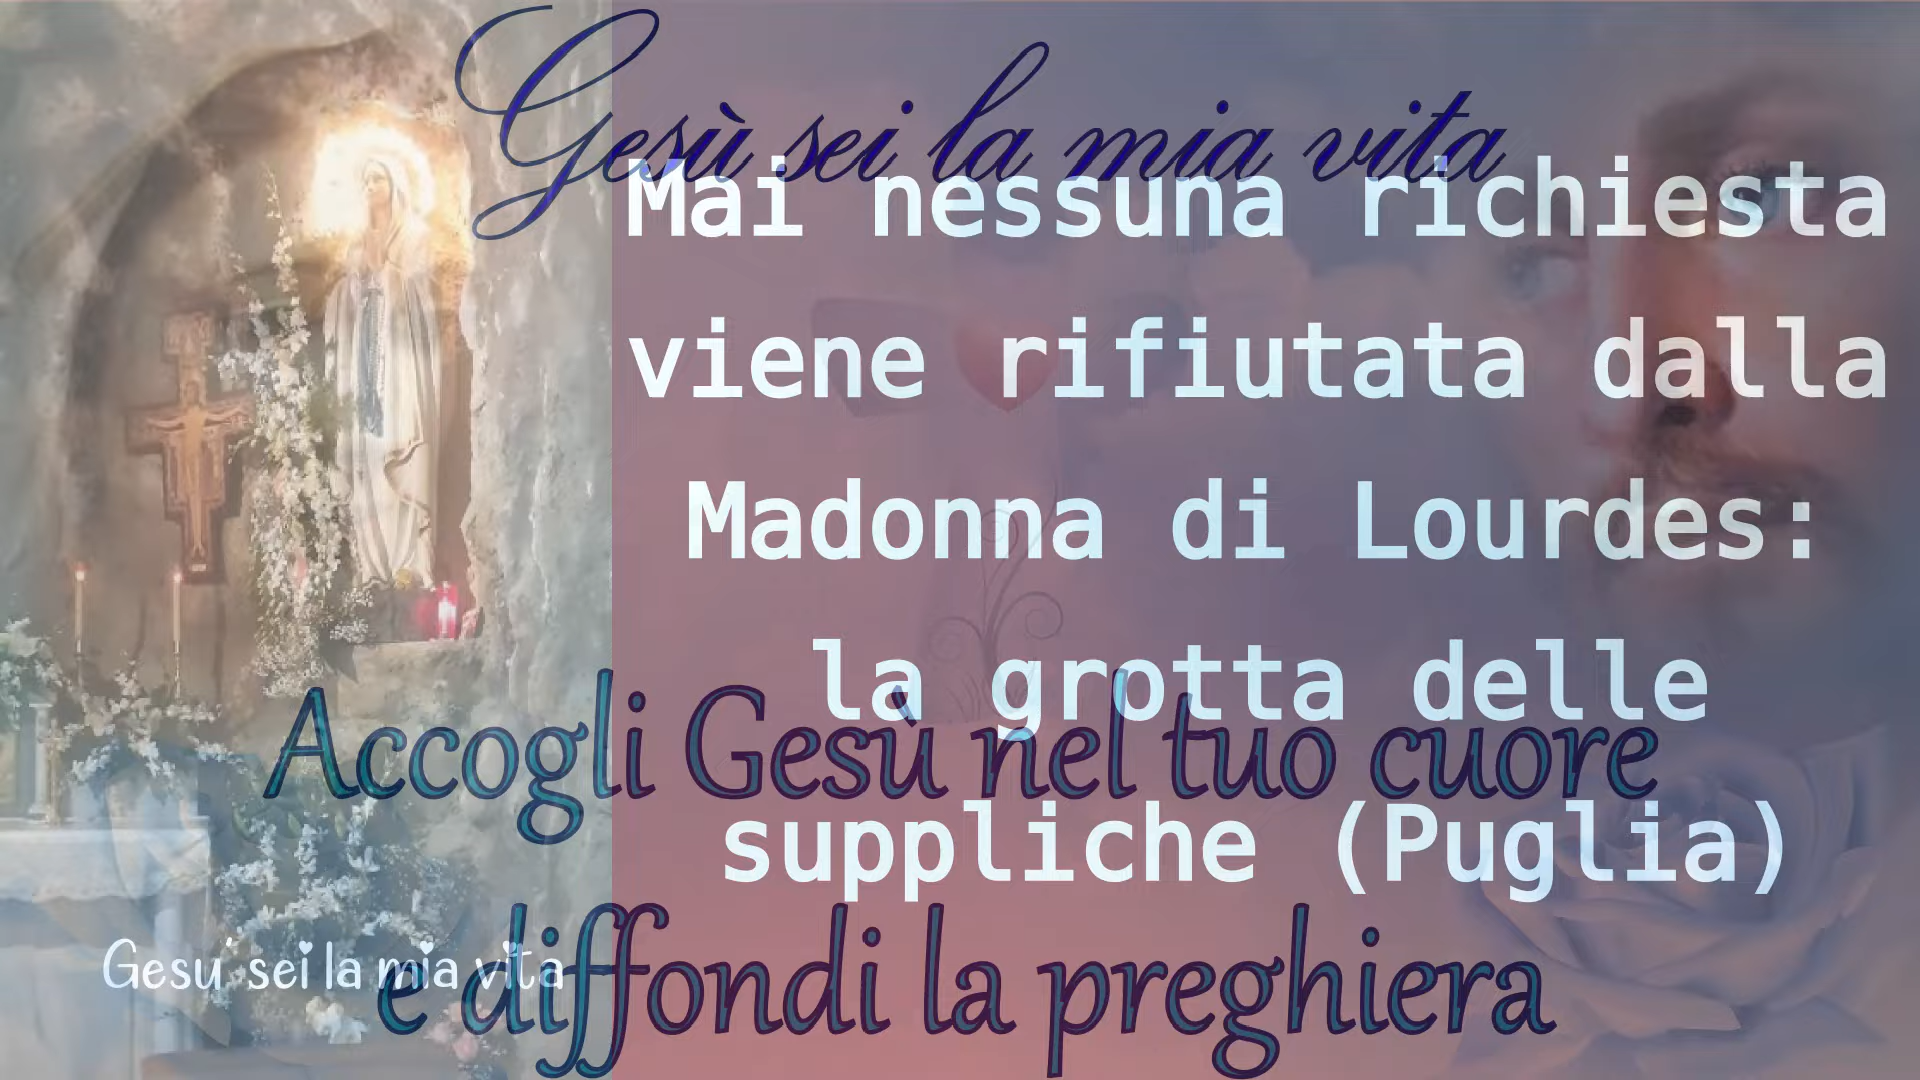 Gesù sei la mia vita
Mai nessuna richiesta
viene rifiutata dalla
Madonna di Lourdes:
la grotta delle
Accogli Gesù nel tuo cuore
suppliche (Puglia)
Gesu' sei la mia vita
e diffondi la preghiera